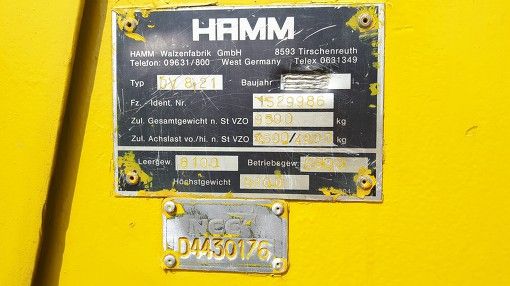 HAMM
HAMM Walzenfabrik GmbH 8593 Tirschenreuth
Telefon: 09631/800 West Germany Telex 0631349
Typ DV 8,21 Baujahr
Fz.- Ident. Nr. 1529986
Zul. Gesamtgewicht n. St VZO 9500 kg
Zul. Achslast vo./hi. n. St VZO kg
Leergew. 8100 Betriebsgew.
Höchstgewicht
D4430176